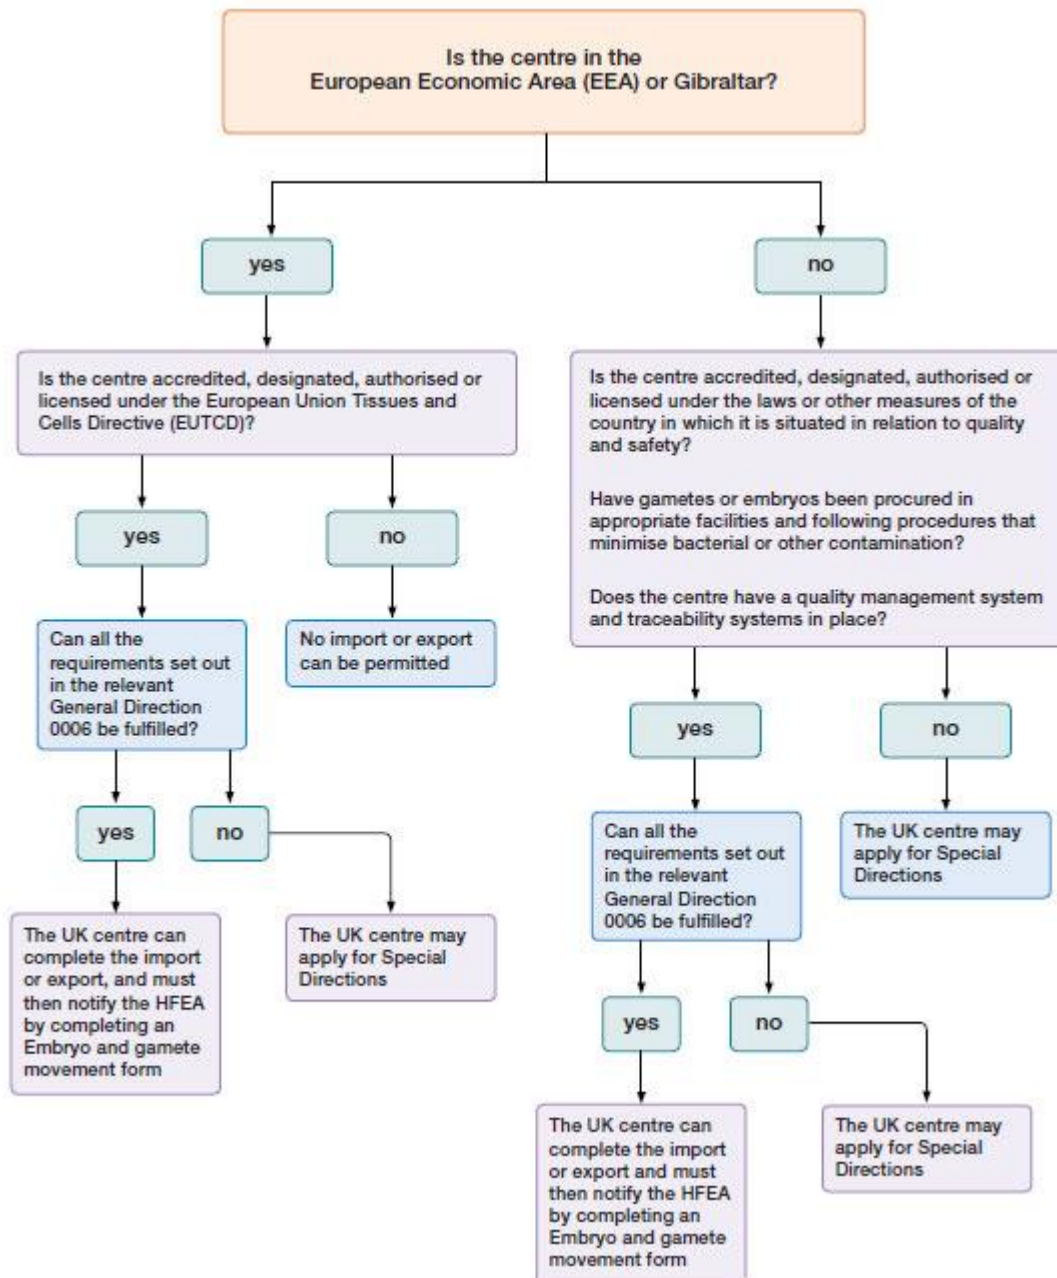 Is the centre in the
European Economic Area (EEA) or Gibraltar?
yes
no
Is the centre accredited, designated, authorised or
licensed under the European Union Tissues and
Cells Directive (EUTCD)?
Is the centre accredited, designated, authorised or
licensed under the laws or other measures of the
country in which it is situated in relation to quality
and safety?
Have gametes or embryos been procured in
appropriate facilities and following procedures that
minimise bacterial or other contamination?
Does the centre have a quality management system
and traceability systems in place?
yes
no
Can all the
requirements set out
in the relevant
General Direction
0006 be fulfilled?
No import or export
can be permitted
yes
no
yes
no
The UK centre can
complete the import
or export, and must
then notify the HFEA
by completing an
Embryo and gamete
movement form
The UK centre may
apply for Special
Directions
Can all the
requirements set out
in the relevant
General Direction
0006 be fulfilled?
The UK centre may
apply for Special
Directions
yes
no
The UK centre can
complete the import
or export and must
then notify the HFEA
by completing an
Embryo and gamete
movement form
The UK centre may
apply for Special
Directions